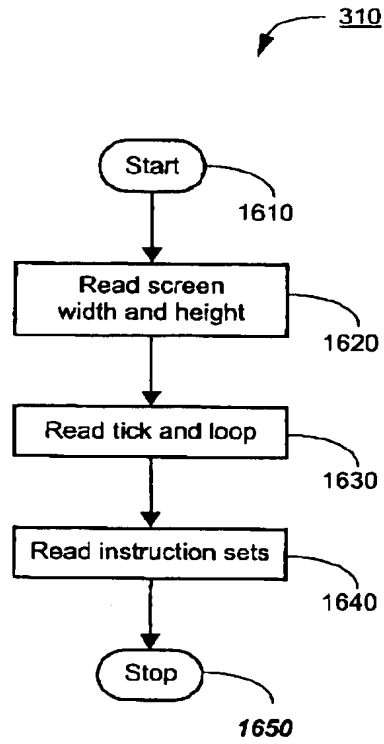 310
Start
1610
Read screen
width and height
1620
Read tick and loop
1630
Read instruction sets
1640
Stop
1650